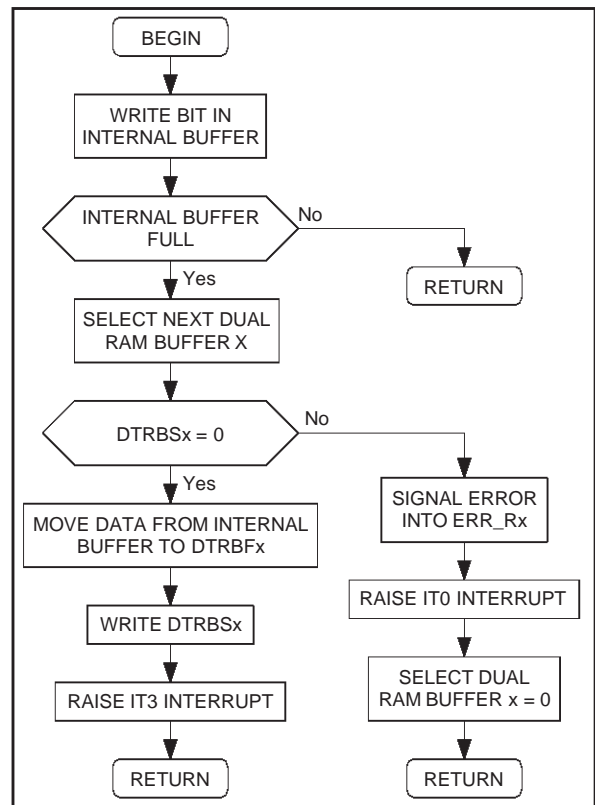 BEGIN
WRITE BIT IN
INTERNAL BUFFER
INTERNAL BUFFER
FULL
No
RETURN
Yes
SELECT NEXT DUAL
RAM BUFFER X
DTRBSx = 0
No
Yes
MOVE DATA FROM INTERNAL
BUFFER TO DTRBFx
WRITE DTRBSx
RAISE IT3 INTERRUPT
RETURN
SIGNAL ERROR
INTO ERR_Rx
RAISE IT0 INTERRUPT
SELECT DUAL
RAM BUFFER x = 0
RETURN